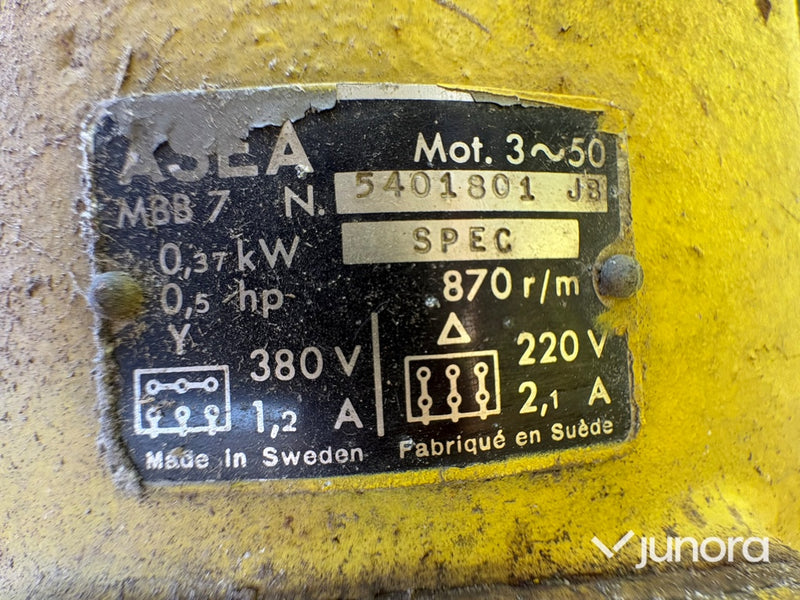 ASEA Mot. 3~50
MBB 7 N. 5401801 JB
SPEC
0,37 kW
0,5 hp 870 r/m
Y Δ
380 V 220 V
1,2 A 2,1 A
Made in Sweden Fabriqué en Suède
junora